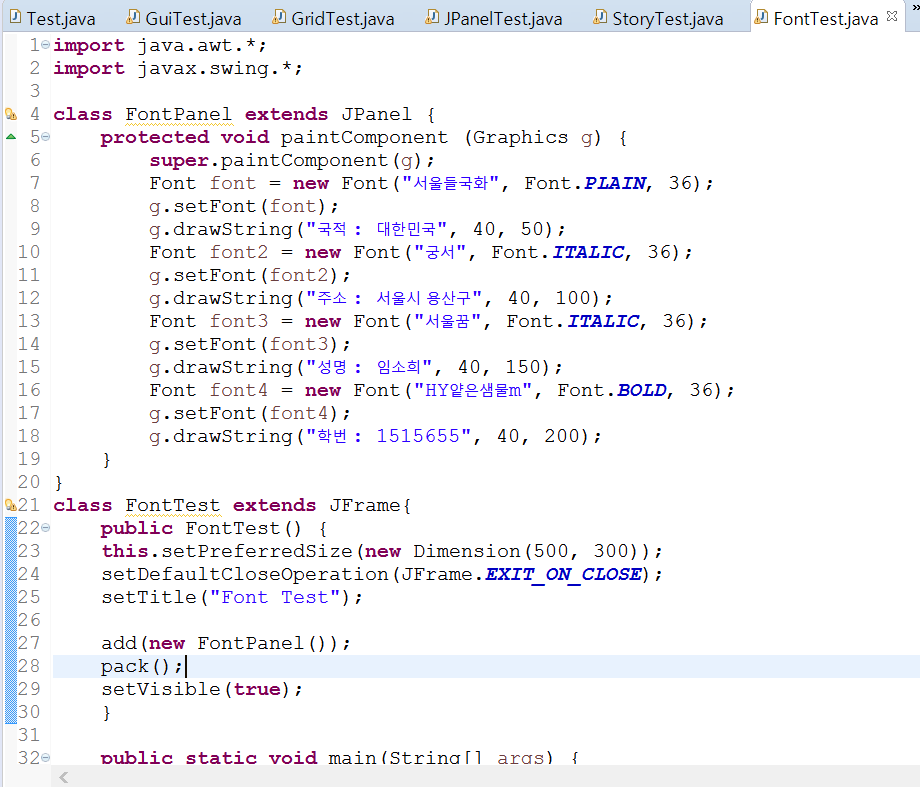 Test.java GuiTest.java GridTest.java JPanelTest.java StoryTest.java FontTest.java
1 import java.awt.*;
2 import javax.swing.*;
3
4 class FontPanel extends JPanel {
5 protected void paintComponent (Graphics g) {
6 super.paintComponent(g);
7 Font font = new Font("서울들국화", Font.PLAIN, 36);
8 g.setFont(font);
9 g.drawString("국적 : 대한민국", 40, 50);
10 Font font2 = new Font("궁서", Font.ITALIC, 36);
11 g.setFont(font2);
12 g.drawString("주소 : 서울시 용산구", 40, 100);
13 Font font3 = new Font("서울꿈", Font.ITALIC, 36);
14 g.setFont(font3);
15 g.drawString("성명 : 임소희", 40, 150);
16 Font font4 = new Font("HY얕은샘물m", Font.BOLD, 36);
17 g.setFont(font4);
18 g.drawString("학번 : 1515655", 40, 200);
19 }
20 }
21 class FontTest extends JFrame{
22 public FontTest() {
23 this.setPreferredSize(new Dimension(500, 300));
24 setDefaultCloseOperation(JFrame.EXIT_ON_CLOSE);
25 setTitle("Font Test");
26
27 add(new FontPanel());
28 pack();
29 setVisible(true);
30 }
31
32 public static void main(String[] args) {